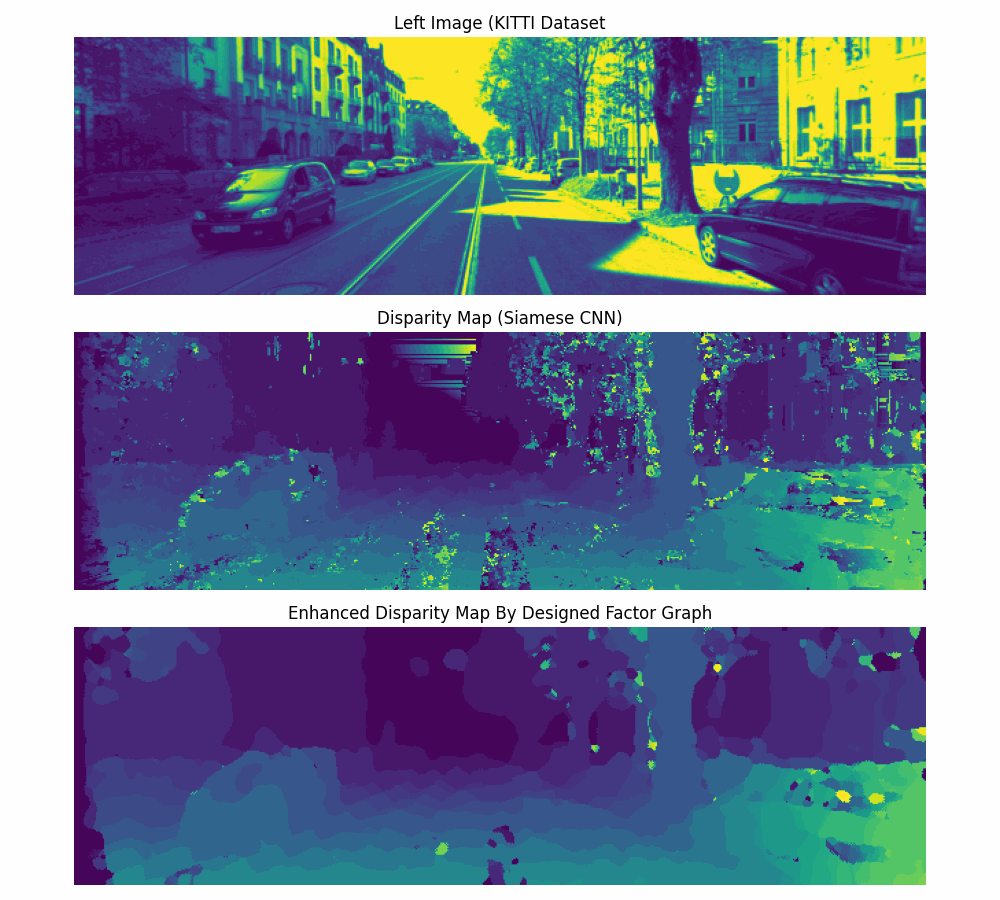 Left Image (KITTI Dataset
Disparity Map (Siamese CNN)
Enhanced Disparity Map By Designed Factor Graph